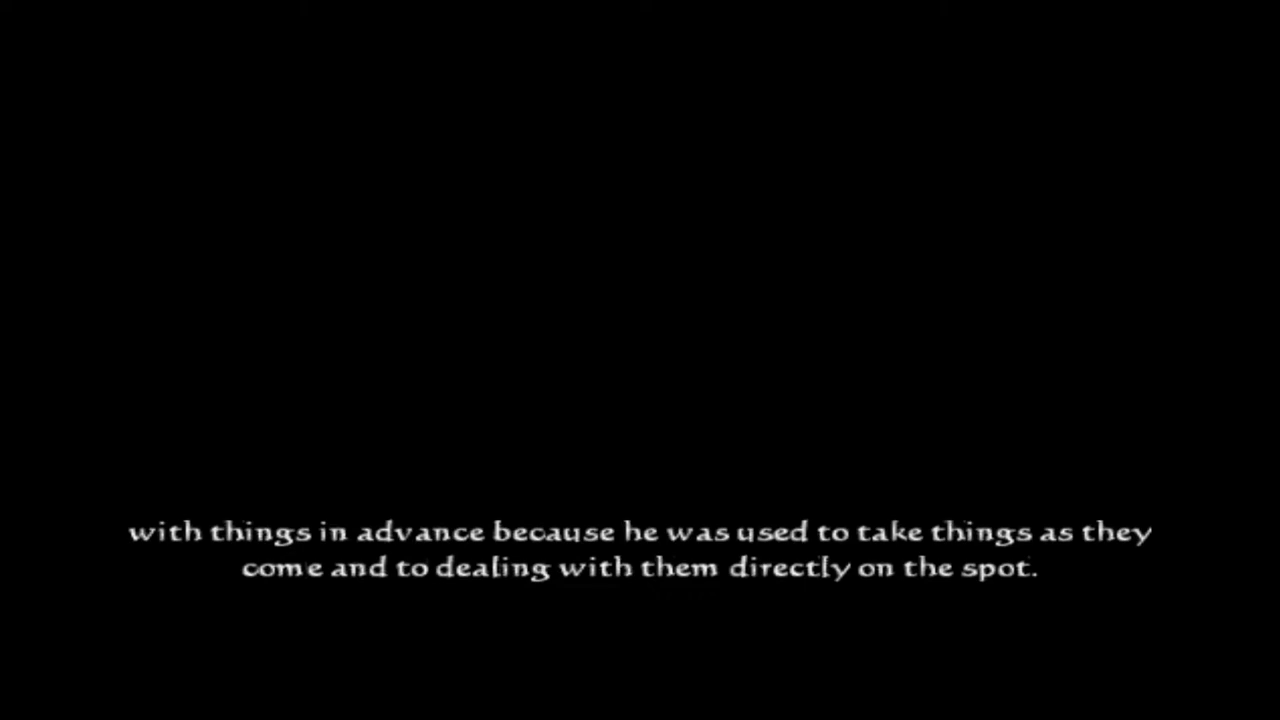 with things in advance because he was used to take things as they
come and to dealing with them directly on the spot.